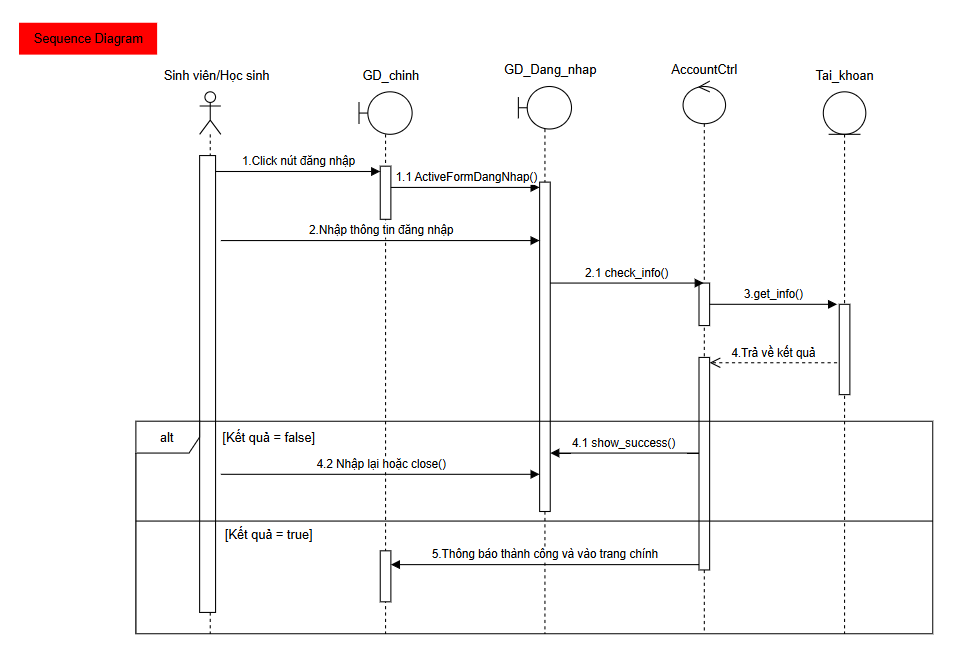 Sequence Diagram
Sinh viên/Học sinh
GD_chinh
GD_Dang_nhap
AccountCtrl
Tai_khoan
1.Click nút đăng nhập
1.1 ActiveFormDangNhap()
2.Nhập thông tin đăng nhập
2.1 check_info()
3.get_info()
4.Trả về kết quả
alt
[Kết quả = false]
4.1 show_success()
4.2 Nhập lại hoặc close()
[Kết quả = true]
5.Thông báo thành công và vào trang chính